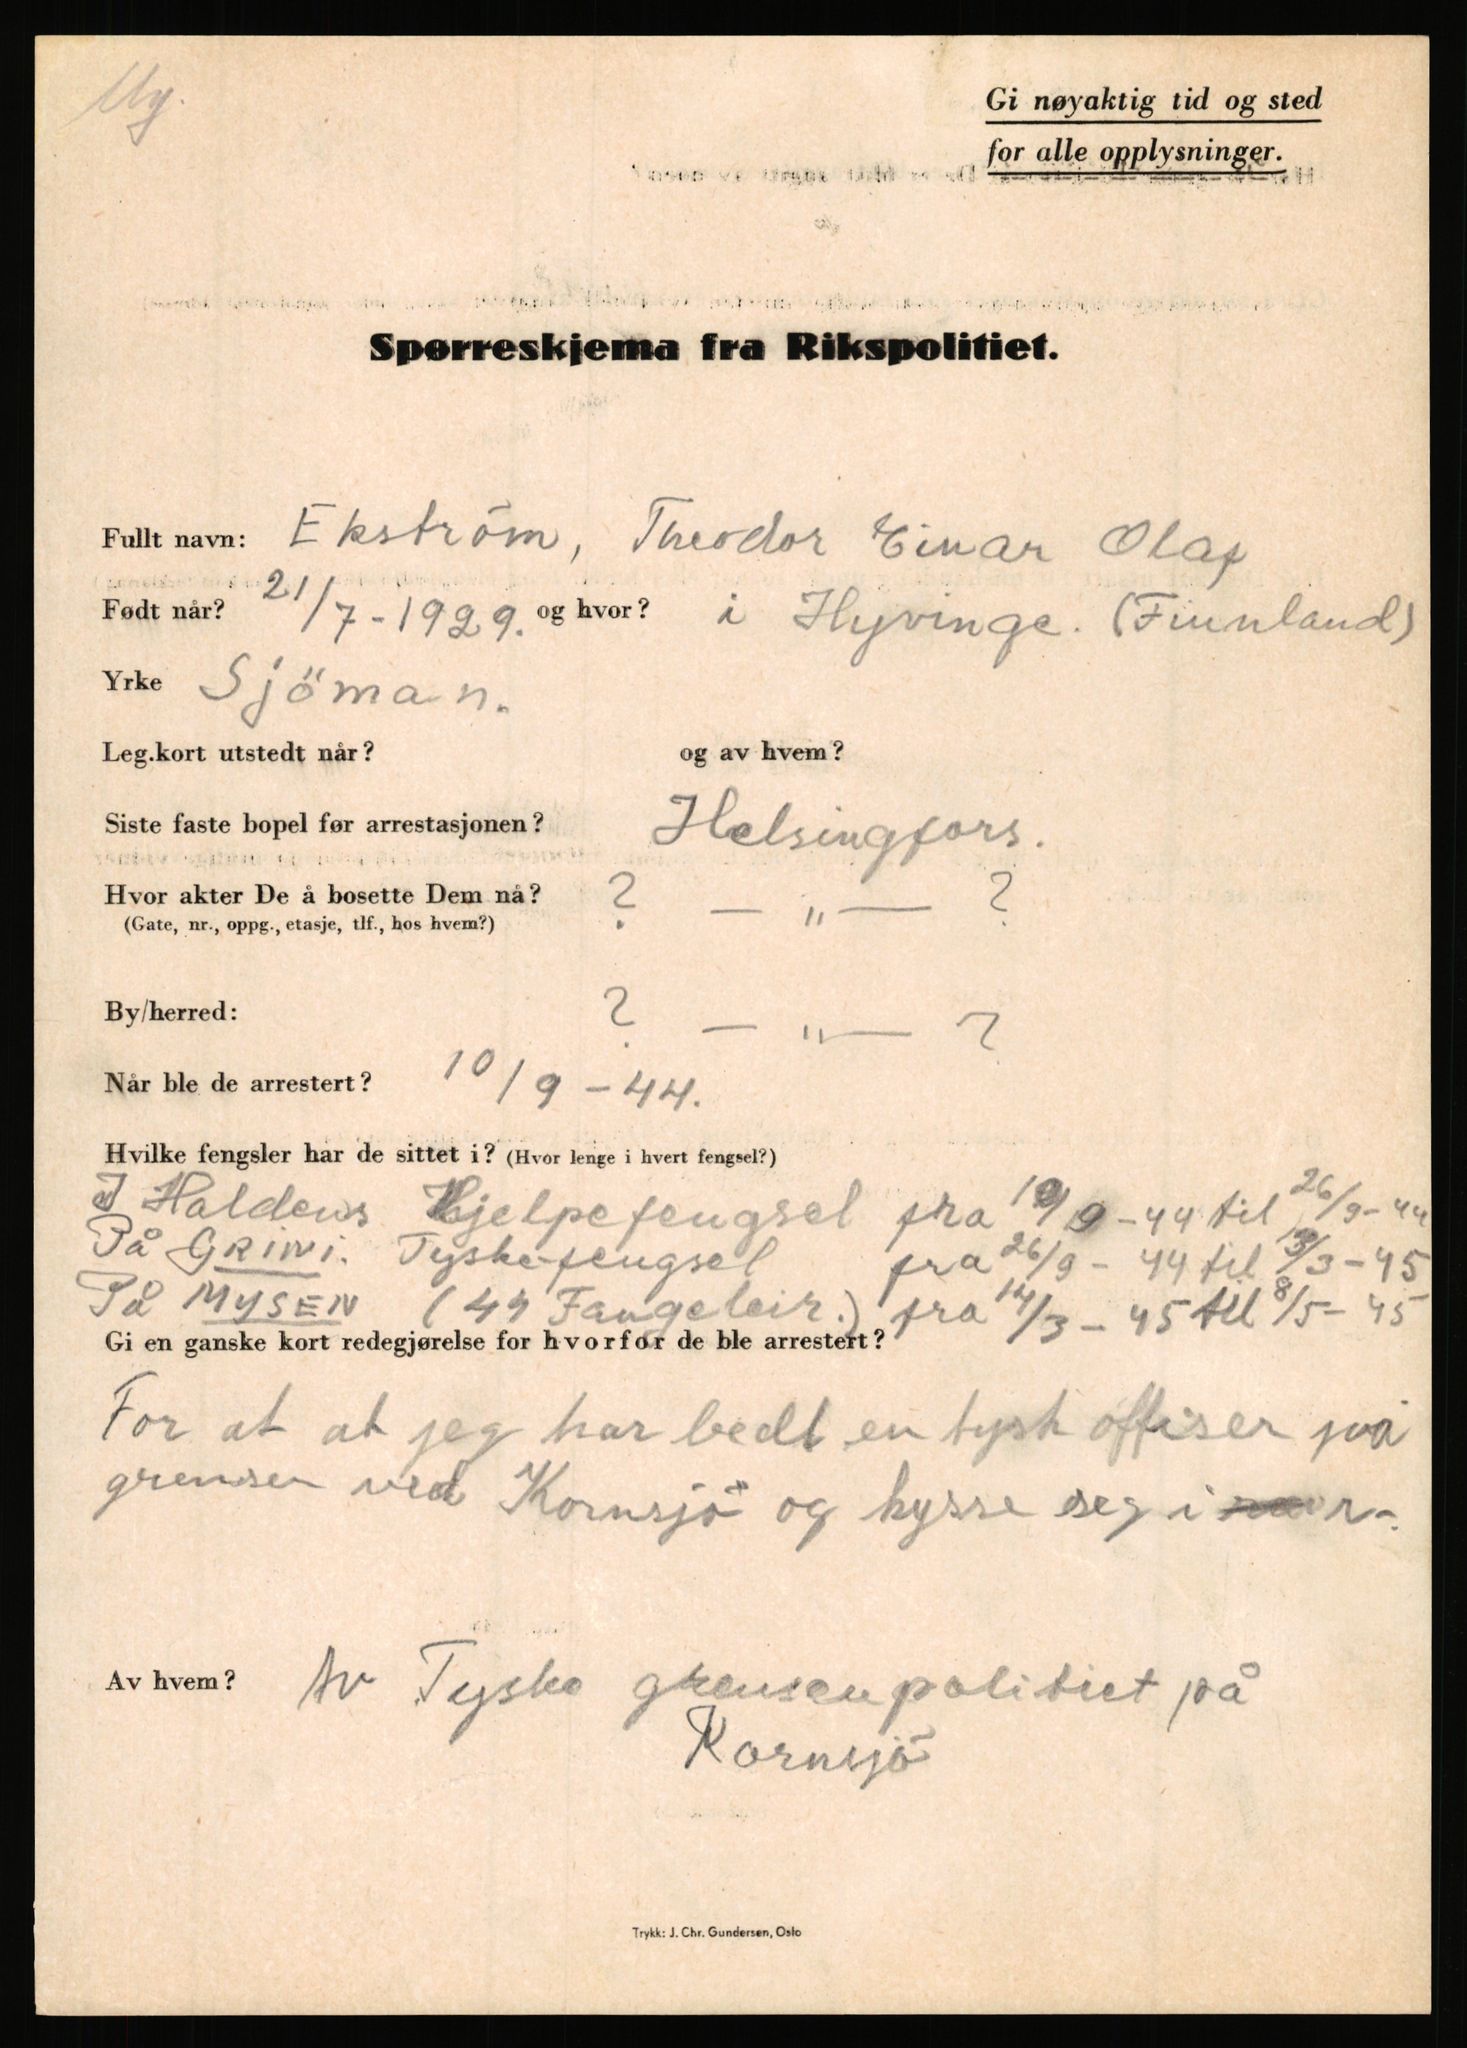 Ny.
Gi nøyaktig tid og sted
for alle opplysninger.
Spørreskjema fra Rikspolitiet.
Fullt navn: Ekström, Theodor Einar Olaf
Født når? 21/7-1929. og hvor? i Hyvinge. (Finnland)
Yrke Sjöman.
Leg.kort utstedt når? og av hvem?
Siste faste bopel før arrestasjonen? Helsingfors.
Hvor akter De å bosette Dem nå? ? — „ — ?
(Gate, nr., oppg., etasje, tlf., hos hvem?)
By/herred: ? — „ — ?
Når ble de arrestert? 10/9-44.
Hvilke fengsler har de sittet i? (Hvor lenge i hvert fengsel?)
I Haldens Hjelpefengsel fra 10/9-44 til 26/9-44
På GRINI. Tyske-fengsel fra 26/9-44 til 13/3-45
På MYSEN (Fangeleir.) fra 14/3-45 til 8/5-45
Gi en ganske kort redegjørelse for hvorfor de ble arrestert?
For at at jeg har bedt en tysk offiser på
grensen ved Kornsjö og kysse seg i r-.
Av hvem? Av Tyske grensenpolitiet på
Kornsjö
Trykk: J. Chr. Gundersen, Oslo